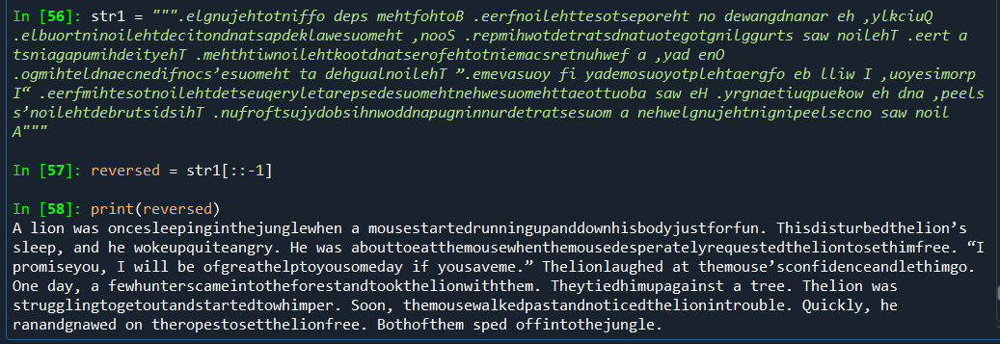 In [56]: str1 = """.elgnujehtotniffo deps mehtfohtoB .eerfnoilehttesotseporeht no dewangdnanar eh ,ylkciuQ
.elbuortninoilehtdecitondnatsapdeklawesuomeht ,nooS .repmihwotdetratsdnatuotegotgnilggurts saw noilehT .eert a
tsniagapumihdeityehT .mehthtiwnoilehtkootdnatserofehtotniemacsretnuhwef a ,yad enO
.ogmihteldnaecnedifnocs’esuomeht ta dehgualnoilehT ”.emevasuoy fi yademosuoyotplehtaergfo eb lliw I ,uoyesimorp
I“ .eerfmihtesotnoilehtdetseuqeryletarepsedesuomehtnehwesuomehttaeottuoba saw eH .yrgnaetiuqpuekow eh dna ,peels
s’noilehtdebrutsidsihT .nufroftsujydobsihnwoddnapugninnurdetratsesuom a nehwelgnujehtnignipeelsecno saw noil
A"""
In [57]: reversed = str1[::-1]
In [58]: print(reversed)
A lion was oncesleepinginthejunglewhen a mousestartedrunningupanddownhisbodyjustforfun. Thisdisturbedthelion’s
sleep, and he wokeupquiteangry. He was abouttoeatthemousewhenthemousedesperatelyrequestedtheliontosethimfree. “I
promiseyou, I will be ofgreathelptoyousomeday if yousaveme.” Thelionlaughed at themouse’sconfidenceandlethimgo.
One day, a fewhunterscameintotheforestandtookthelionwiththem. Theytiedhimupagainst a tree. Thelion was
strugglingtogetoutandstartedtowhimper. Soon, themousewalkedpastandnoticedthelionintrouble. Quickly, he
ranandgnawed on theropestosetthelionfree. Bothofthem sped offintothejungle.